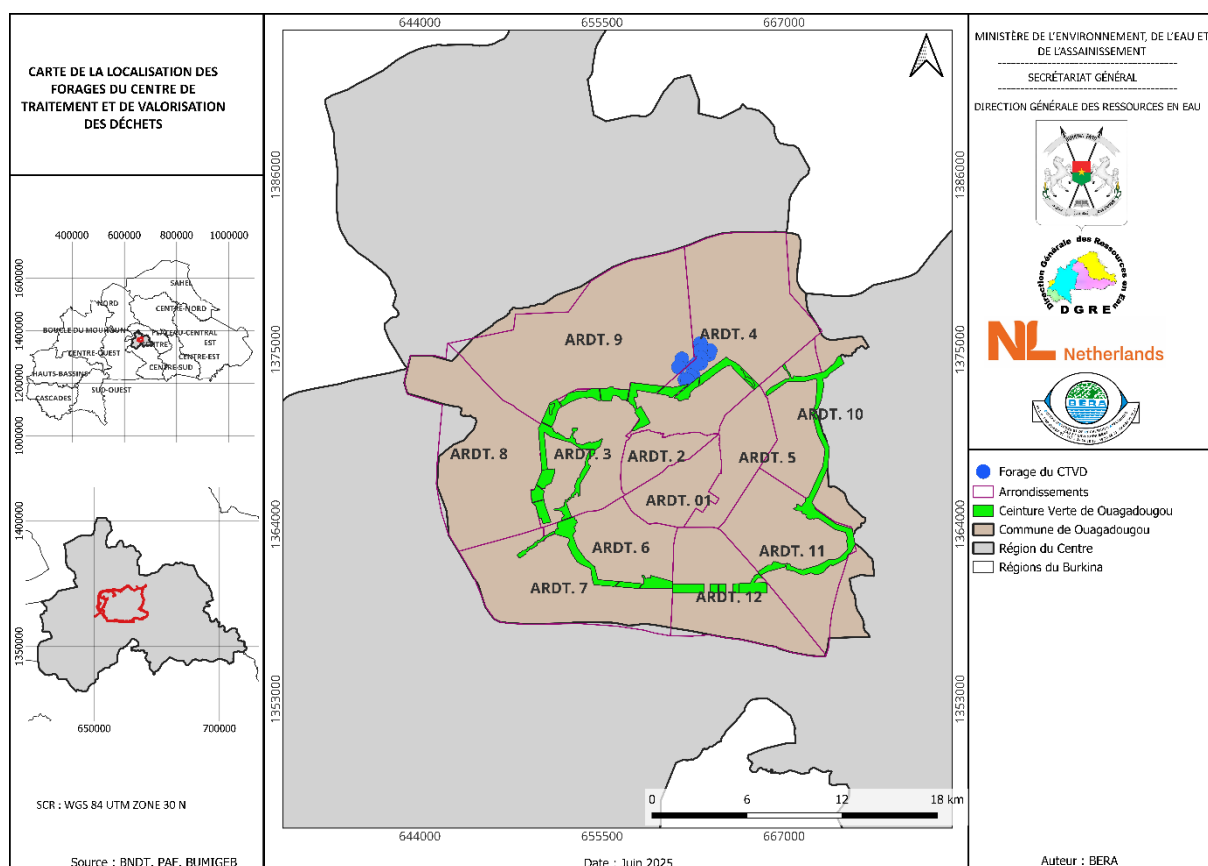 CARTE DE LA LOCALISATION DES
FORAGES DU CENTRE DE
TRAITEMENT ET DE VALORISATION
DES DÉCHETS
400000 600000 800000 1000000
1600000
1400000
1200000
1000000
SAHEL
NORD
CENTRE-NORD
BOUCLE DU MOUHOUN
PLATEAU-CENTRAL
EST
CENTRE
CENTRE-OUEST
CENTRE-EST
HAUTS-BASSINS
CENTRE-SUD
SUD-OUEST
CASCADES
1400000
1350000
650000 700000
SCR : WGS 84 UTM ZONE 30 N
Source : BNDT, PAF, BUMIGEB
644000 655500 667000
1386000
1375000
1364000
1353000
1386000
1375000
1364000
1353000
ARDT. 9
ARDT. 4
ARDT. 10
ARDT. 8
ARDT. 3
ARDT. 2
ARDT. 5
ARDT. 01
ARDT. 6
ARDT. 11
ARDT. 7
ARDT. 12
0 6 12 18 km
644000 655500 667000
Date : Juin 2025
MINISTÈRE DE L'ENVIRONNEMENT, DE L'EAU ET
DE L'ASSAINISSEMENT
SECRÉTARIAT GÉNÉRAL
DIRECTION GÉNÉRALE DES RESSOURCES EN EAU
Direction Générale des Ressources en Eau
DGRE
NL Netherlands
BERA
Forage du CTVD
Arrondissements
Ceinture Verte de Ouagadougou
Commune de Ouagadougou
Région du Centre
Régions du Burkina
Auteur : BERA